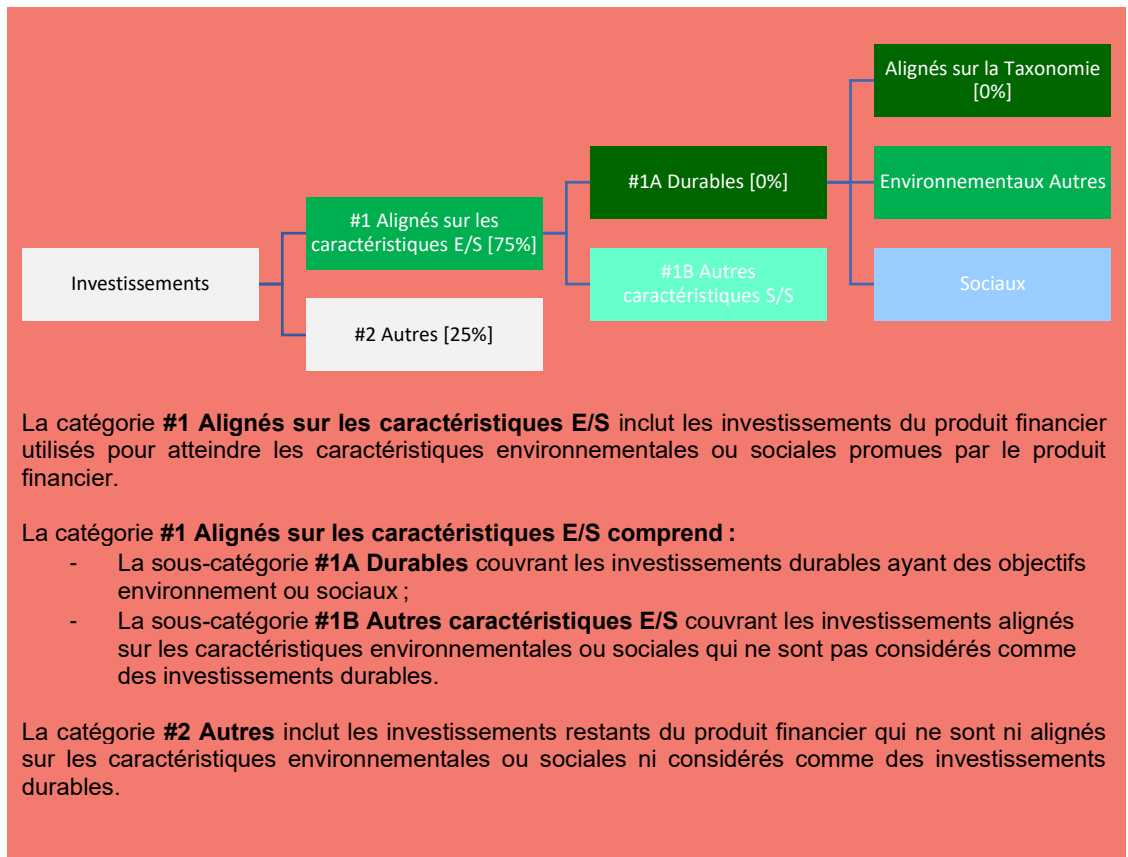 Alignés sur la Taxonomie
[0%]
#1A Durables [0%]
Environnementaux Autres
#1 Alignés sur les
caractéristiques E/S [75%]
#1B Autres
caractéristiques S/S
Sociaux
Investissements
#2 Autres [25%]
La catégorie #1 Alignés sur les caractéristiques E/S inclut les investissements du produit financier
utilisés pour atteindre les caractéristiques environnementales ou sociales promues par le produit
financier.
La catégorie #1 Alignés sur les caractéristiques E/S comprend :
- La sous-catégorie #1A Durables couvrant les investissements durables ayant des objectifs
environnement ou sociaux ;
- La sous-catégorie #1B Autres caractéristiques E/S couvrant les investissements alignés
sur les caractéristiques environnementales ou sociales qui ne sont pas considérés comme
des investissements durables.
La catégorie #2 Autres inclut les investissements restants du produit financier qui ne sont ni alignés
sur les caractéristiques environnementales ou sociales ni considérés comme des investissements
durables.